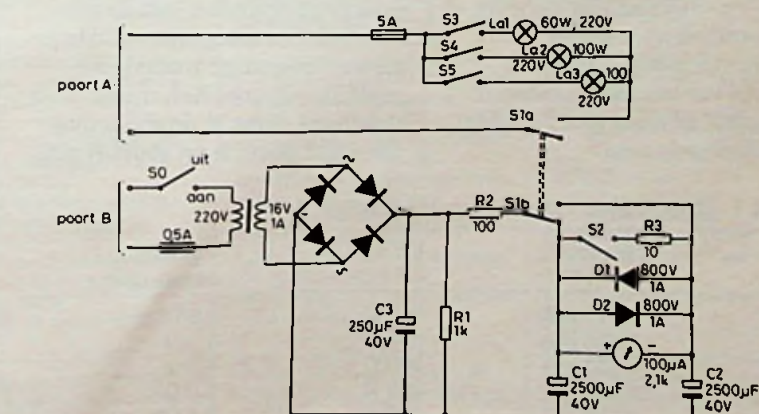 5A S3 La1 60W, 220V
S4 La2 100W
220V
S5 La3 100
220V
poort A
S1a
S0 uit
aan
poort B
220V 16V
1A
~
-
0,5A
~
R2
100
S1b
S2 R3
10
D1 800V
1A
D2 800V
1A
C3
250µF
40V
R1
1k
+ -
100µA
2,1k
C1
2500µF
40V
C2
2500µF
40V